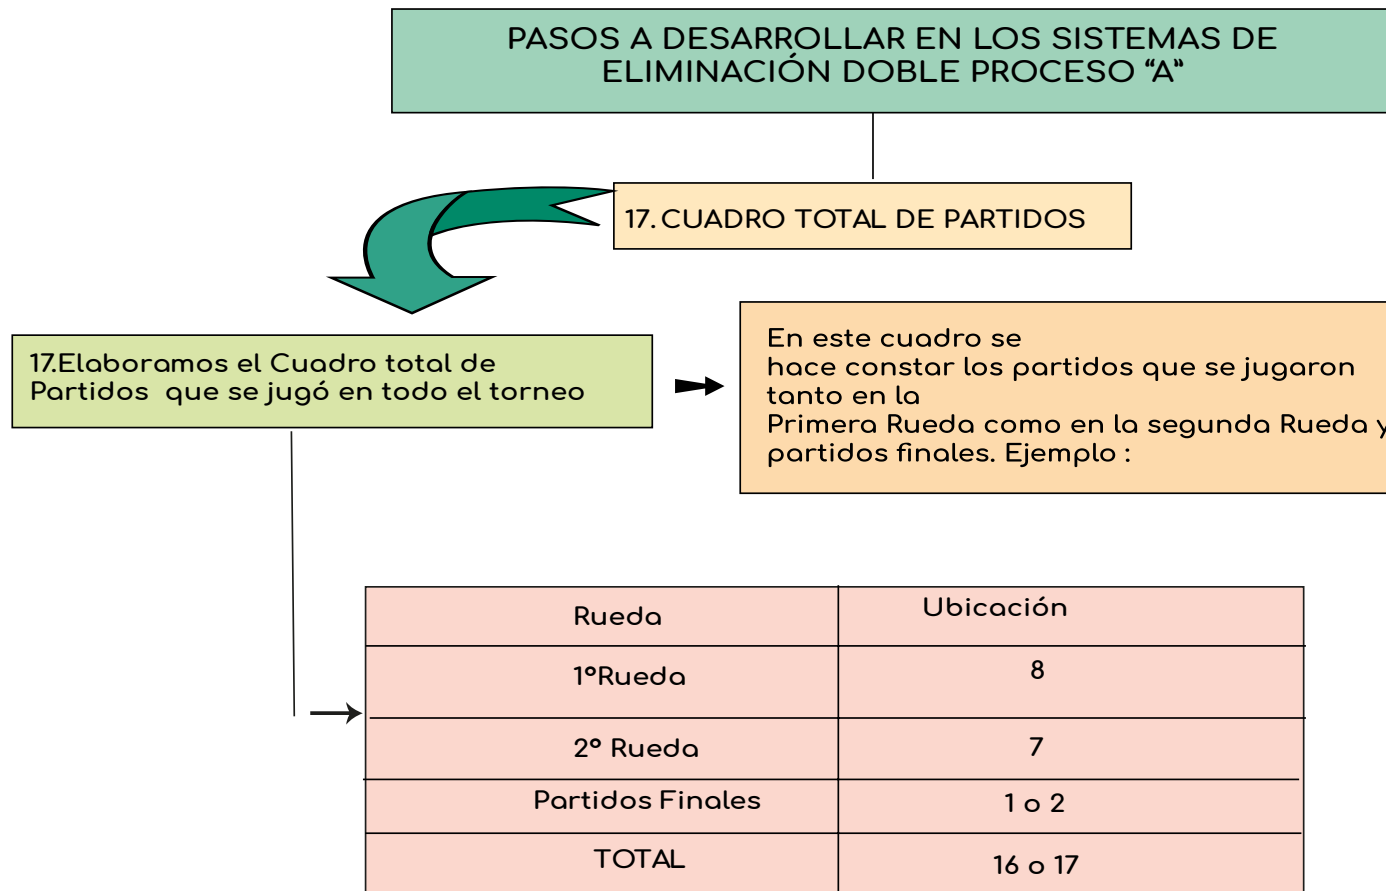 PASOS A DESARROLLAR EN LOS SISTEMAS DE
ELIMINACIÓN DOBLE PROCESO “A”
17. CUADRO TOTAL DE PARTIDOS
17.Elaboramos el Cuadro total de
Partidos que se jugó en todo el torneo
En este cuadro se
hace constar los partidos que se jugaron
tanto en la
Primera Rueda como en la segunda Rueda y
partidos finales. Ejemplo :
Rueda Ubicación
1ºRueda 8
2º Rueda 7
Partidos Finales 1 o 2
TOTAL 16 o 17